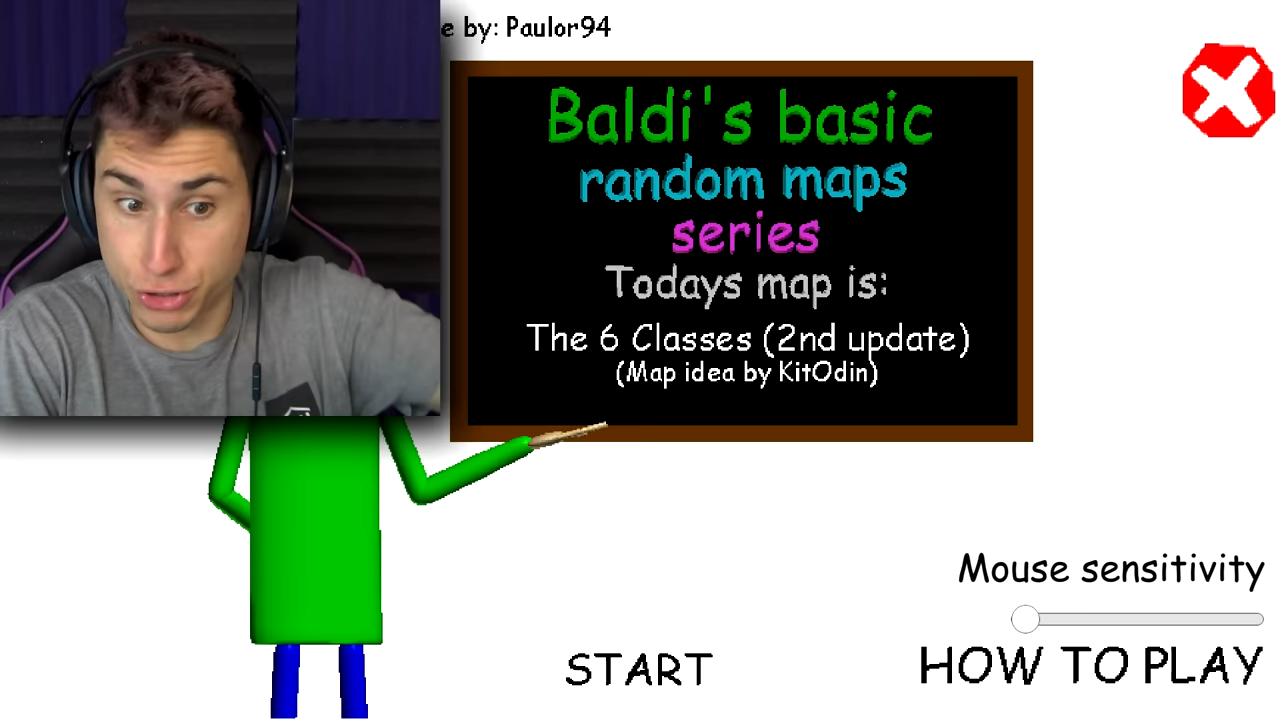 by: Paulor94
Baldi's basic
random maps
series
Todays map is:
The 6 Classes (2nd update)
(Map idea by KitOdin)
Mouse sensitivity
START
HOW TO PLAY